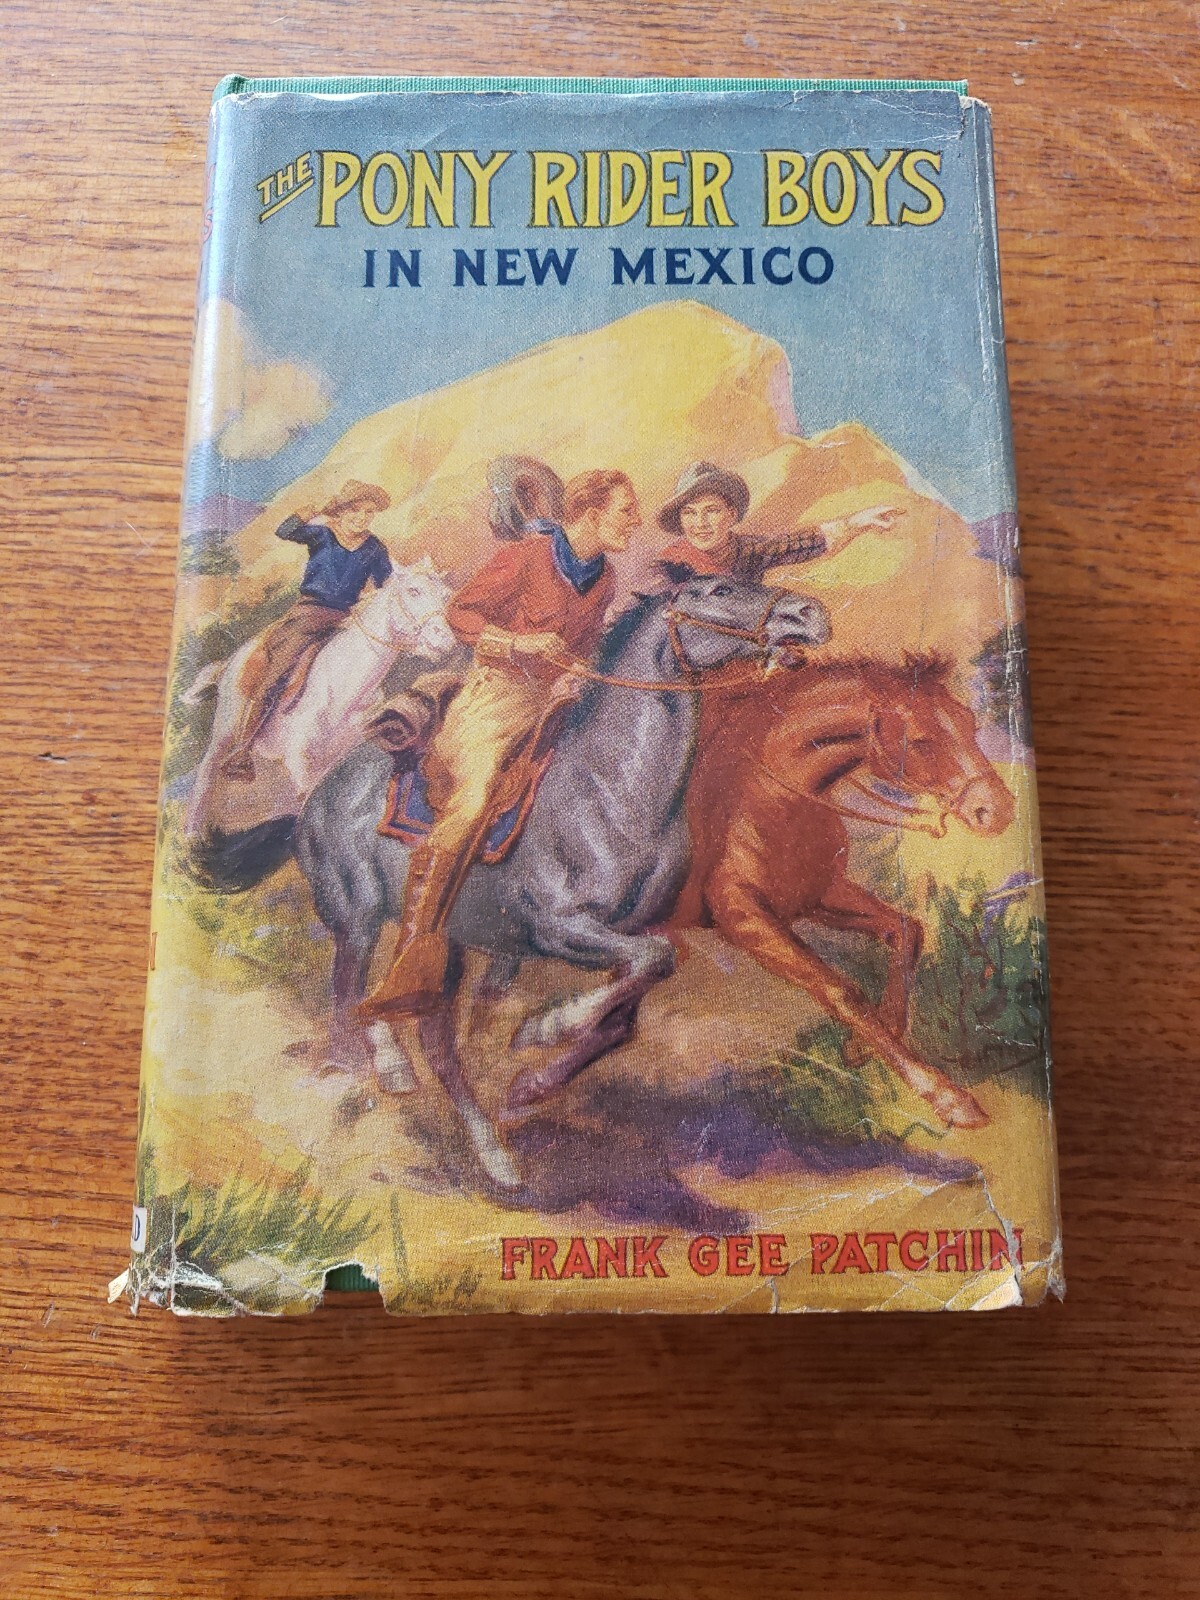 THE PONY RIDER BOYS
IN NEW MEXICO
FRANK GEE PATCHIN